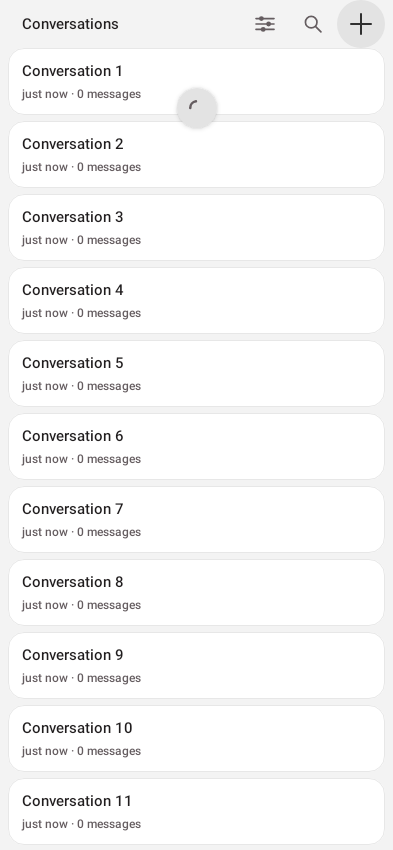 Conversations
Conversation 1
just now · 0 messages
Conversation 2
just now · 0 messages
Conversation 3
just now · 0 messages
Conversation 4
just now · 0 messages
Conversation 5
just now · 0 messages
Conversation 6
just now · 0 messages
Conversation 7
just now · 0 messages
Conversation 8
just now · 0 messages
Conversation 9
just now · 0 messages
Conversation 10
just now · 0 messages
Conversation 11
just now · 0 messages